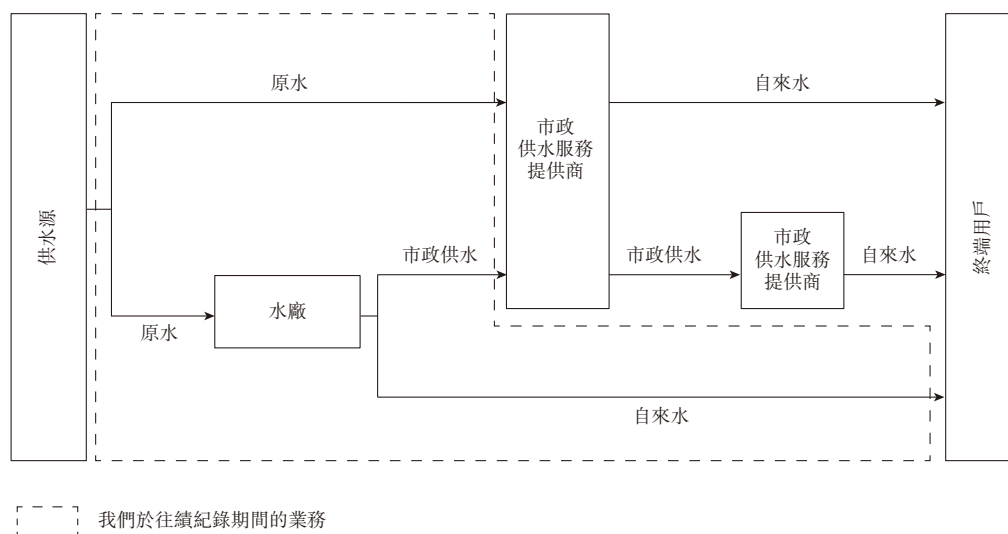 原水
自來水
市政
供水服務
提供商
供水源
終端用戶
市政供水
市政供水
市政
供水服務
提供商
自來水
水廠
原水
自來水
我們於往績紀錄期間的業務